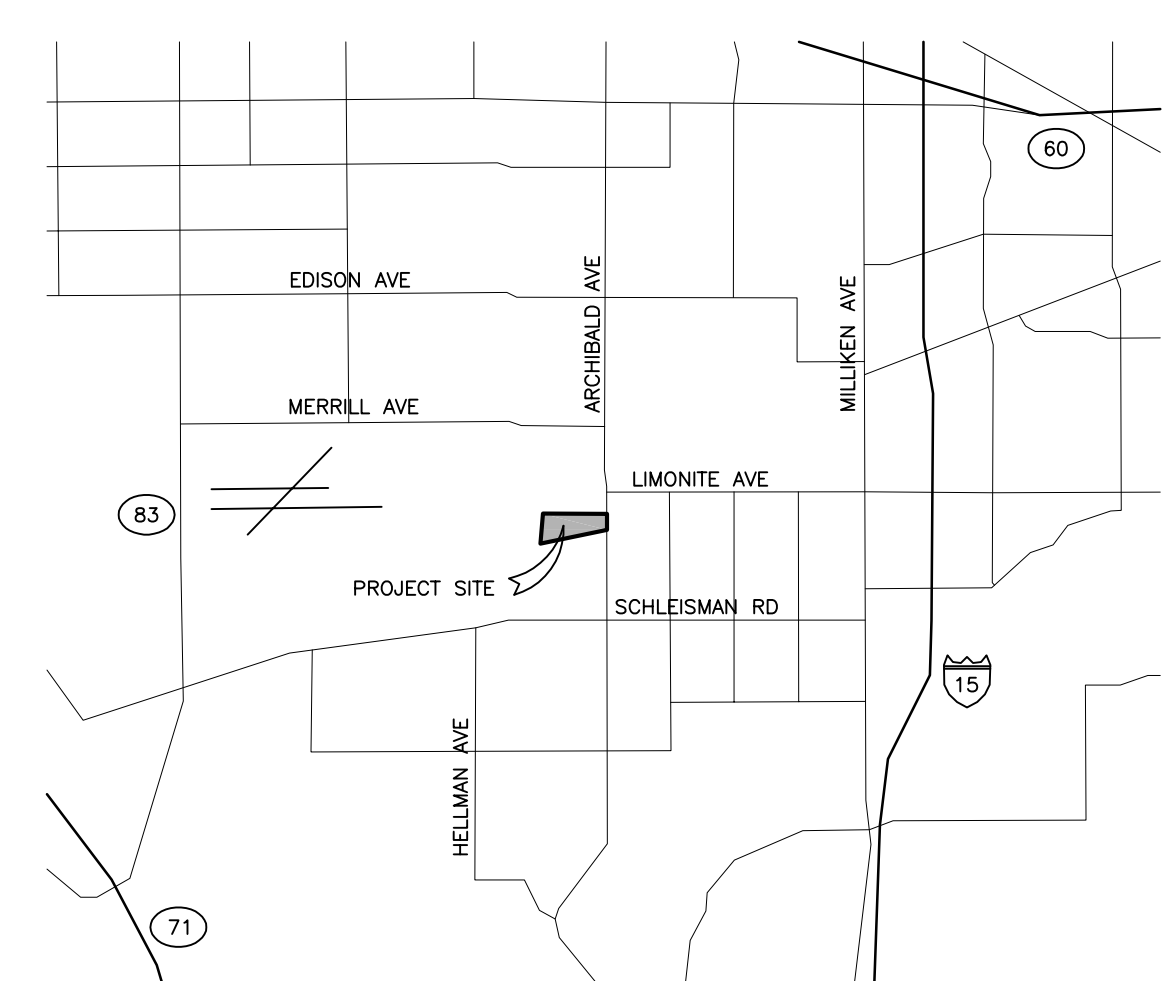 60
EDISON AVE
ARCHIBALD AVE
MILLIKEN AVE
MERRILL AVE
LIMONITE AVE
83
PROJECT SITE
SCHLEISMAN RD
15
HELLMAN AVE
71